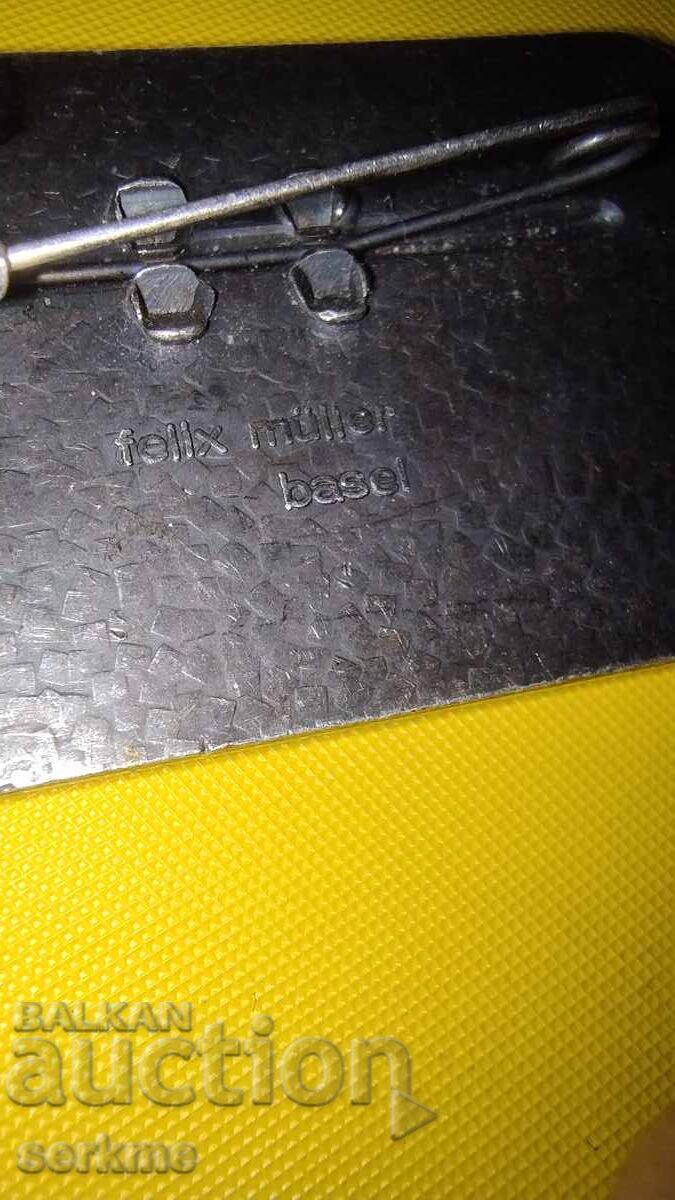 felix müller
basel
BALKAN
auction
serkme